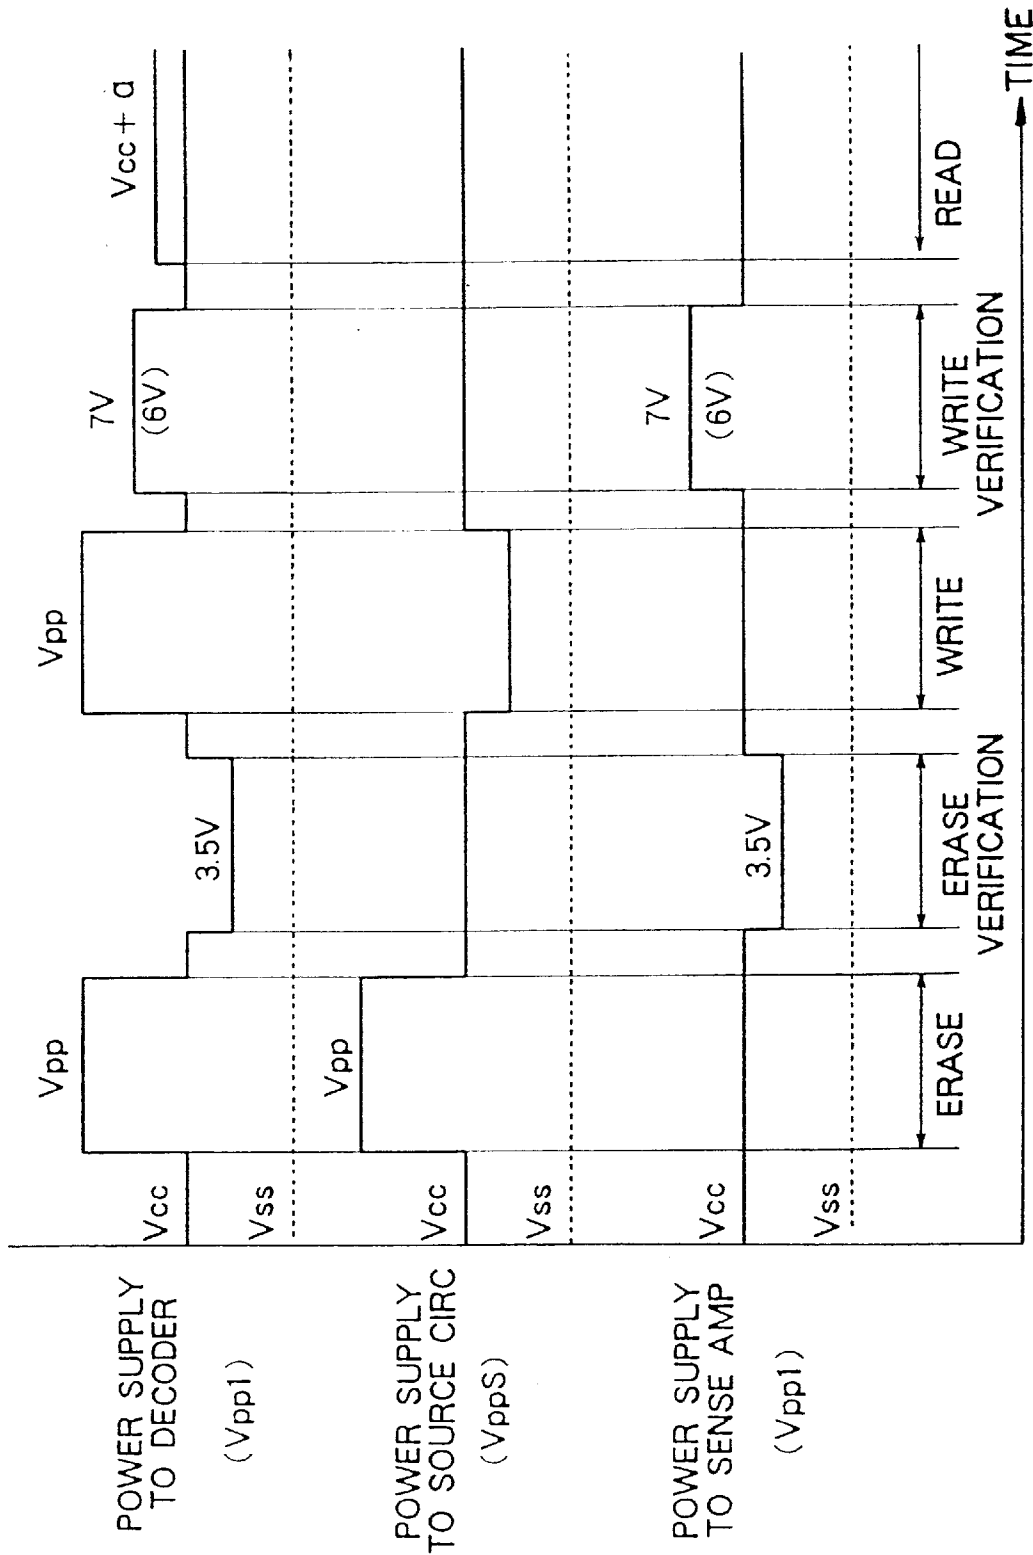 POWER SUPPLY
TO DECODER
(Vpp1)
Vcc
Vss
Vpp
3.5V
Vpp
7V
(6V)
Vcc + α
POWER SUPPLY
TO SOURCE CIRC
(VppS)
Vcc
Vss
Vpp
POWER SUPPLY
TO SENSE AMP
(Vpp1)
Vcc
Vss
3.5V
7V
(6V)
ERASE
ERASE
VERIFICATION
WRITE
WRITE
VERIFICATION
READ
TIME